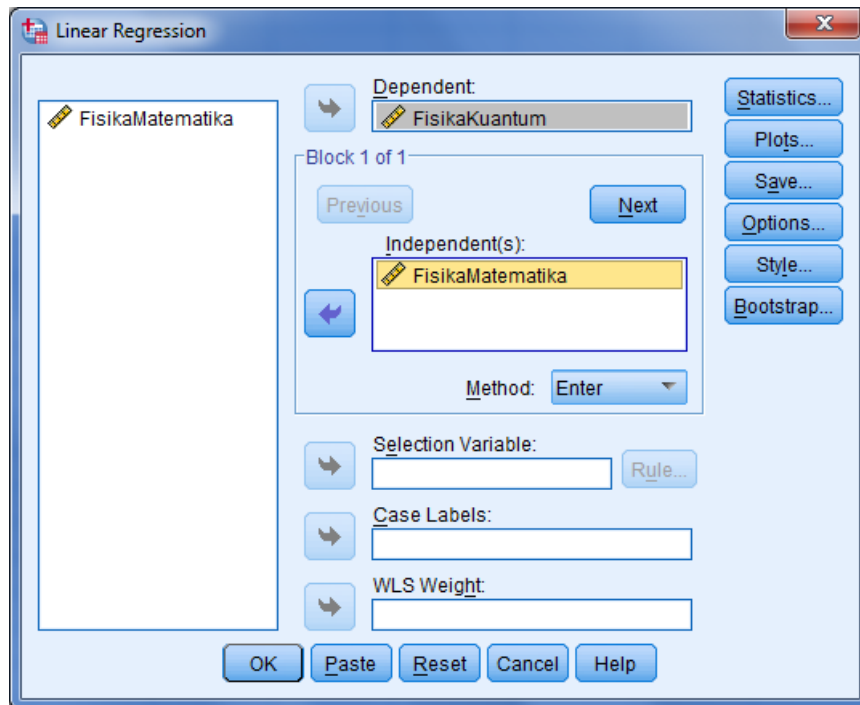 Linear Regression
x
FisikaMatematika
Dependent:
FisikaKuantum
Block 1 of 1
Previous
Next
Independent(s):
FisikaMatematika
Method: Enter
Selection Variable:
Rule...
Case Labels:
WLS Weight:
Statistics...
Plots...
Save...
Options...
Style...
Bootstrap...
OK Paste Reset Cancel Help